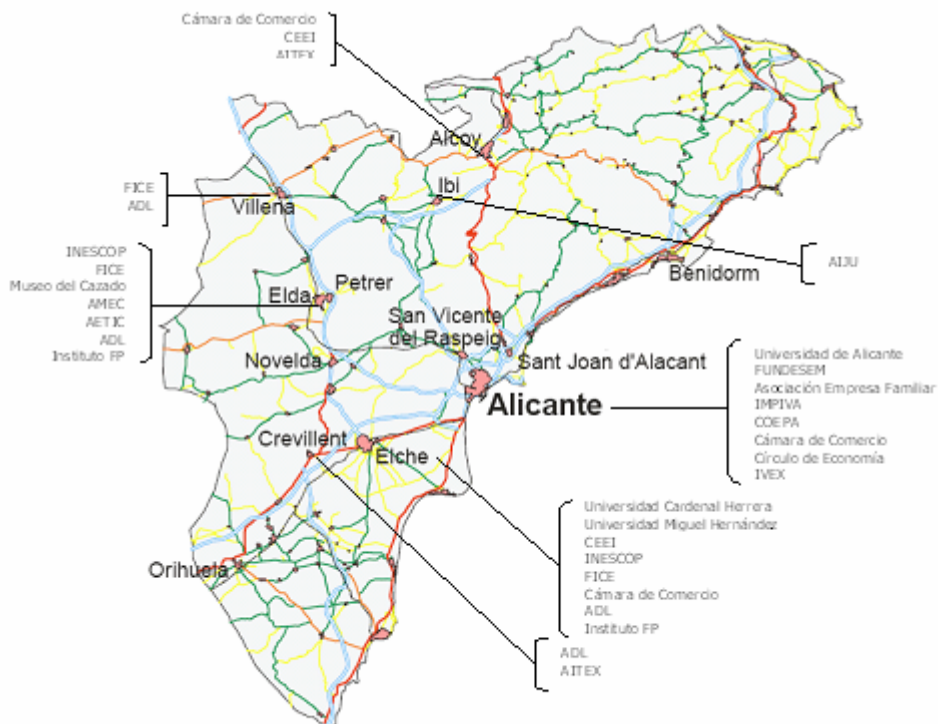 Cámara de Comercio
CEEI
AITEX
Alcoy
Ibi
FICE
ADL
Villena
AIJU
Benidorm
INESCOP
FICE
Museo del Cazado
AMEC
AETIC
ADL
Instituto FP
Petrer
Elda
San Vicente
del Raspeig
Novelda
Sant Joan d'Alacant
Alicante
Universidad de Alicante
FUNDESEM
Asociación Empresa Familiar
IMPIVA
COEPA
Cámara de Comercio
Círculo de Economía
IVEX
Crevillent
Elche
Universidad Cardenal Herrera
Universidad Miguel Hernández
CEEI
INESCOP
FICE
Cámara de Comercio
ADL
Instituto FP
Orihuela
ADL
AITEX